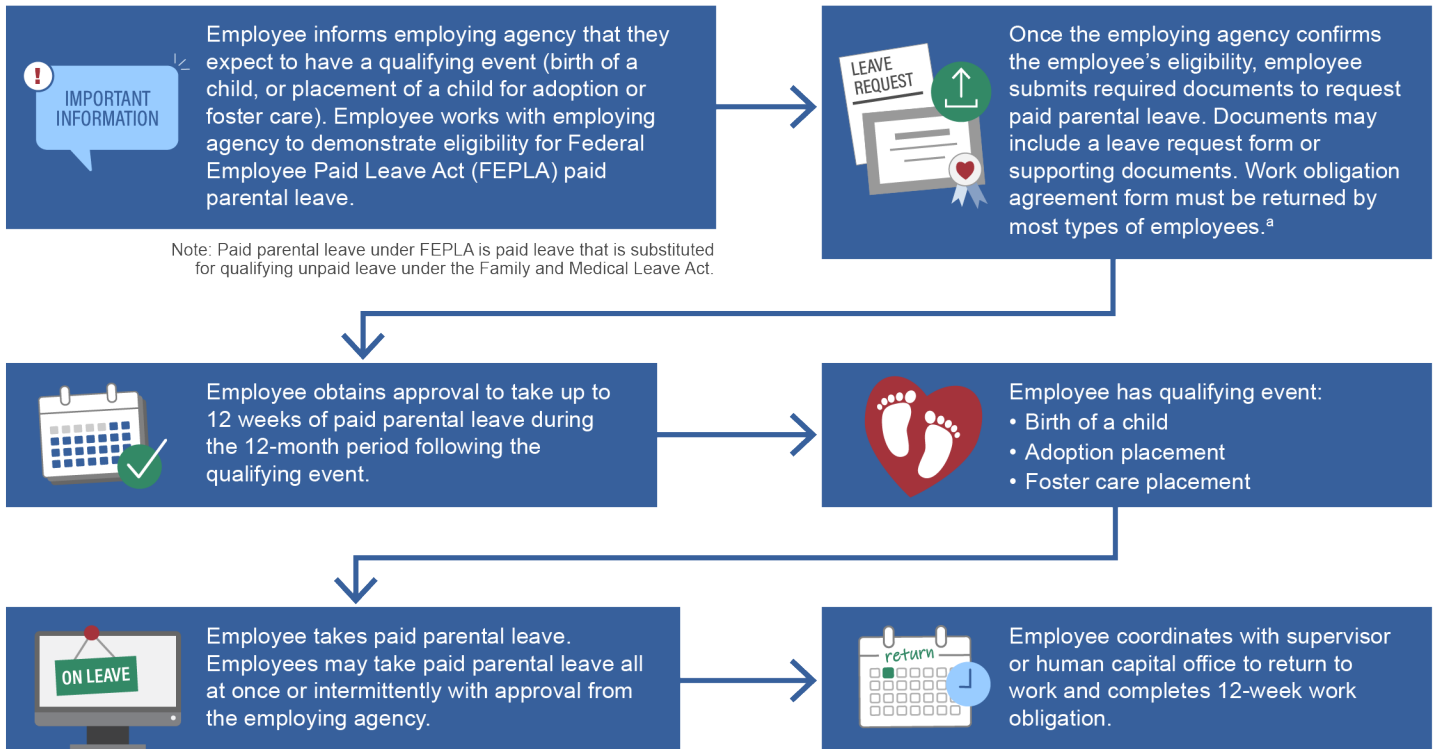 IMPORTANT
INFORMATION
!
Employee informs employing agency that they
expect to have a qualifying event (birth of a
child, or placement of a child for adoption or
foster care). Employee works with employing
agency to demonstrate eligibility for Federal
Employee Paid Leave Act (FEPLA) paid
parental leave.
Note: Paid parental leave under FEPLA is paid leave that is substituted
for qualifying unpaid leave under the Family and Medical Leave Act.
LEAVE
REQUEST
Once the employing agency confirms
the employee’s eligibility, employee
submits required documents to request
paid parental leave. Documents may
include a leave request form or
supporting documents. Work obligation
agreement form must be returned by
most types of employees.ᵃ
Employee obtains approval to take up to
12 weeks of paid parental leave during
the 12-month period following the
qualifying event.
Employee has qualifying event:
• Birth of a child
• Adoption placement
• Foster care placement
ON LEAVE
Employee takes paid parental leave.
Employees may take paid parental leave all
at once or intermittently with approval from
the employing agency.
return
Employee coordinates with supervisor
or human capital office to return to
work and completes 12-week work
obligation.